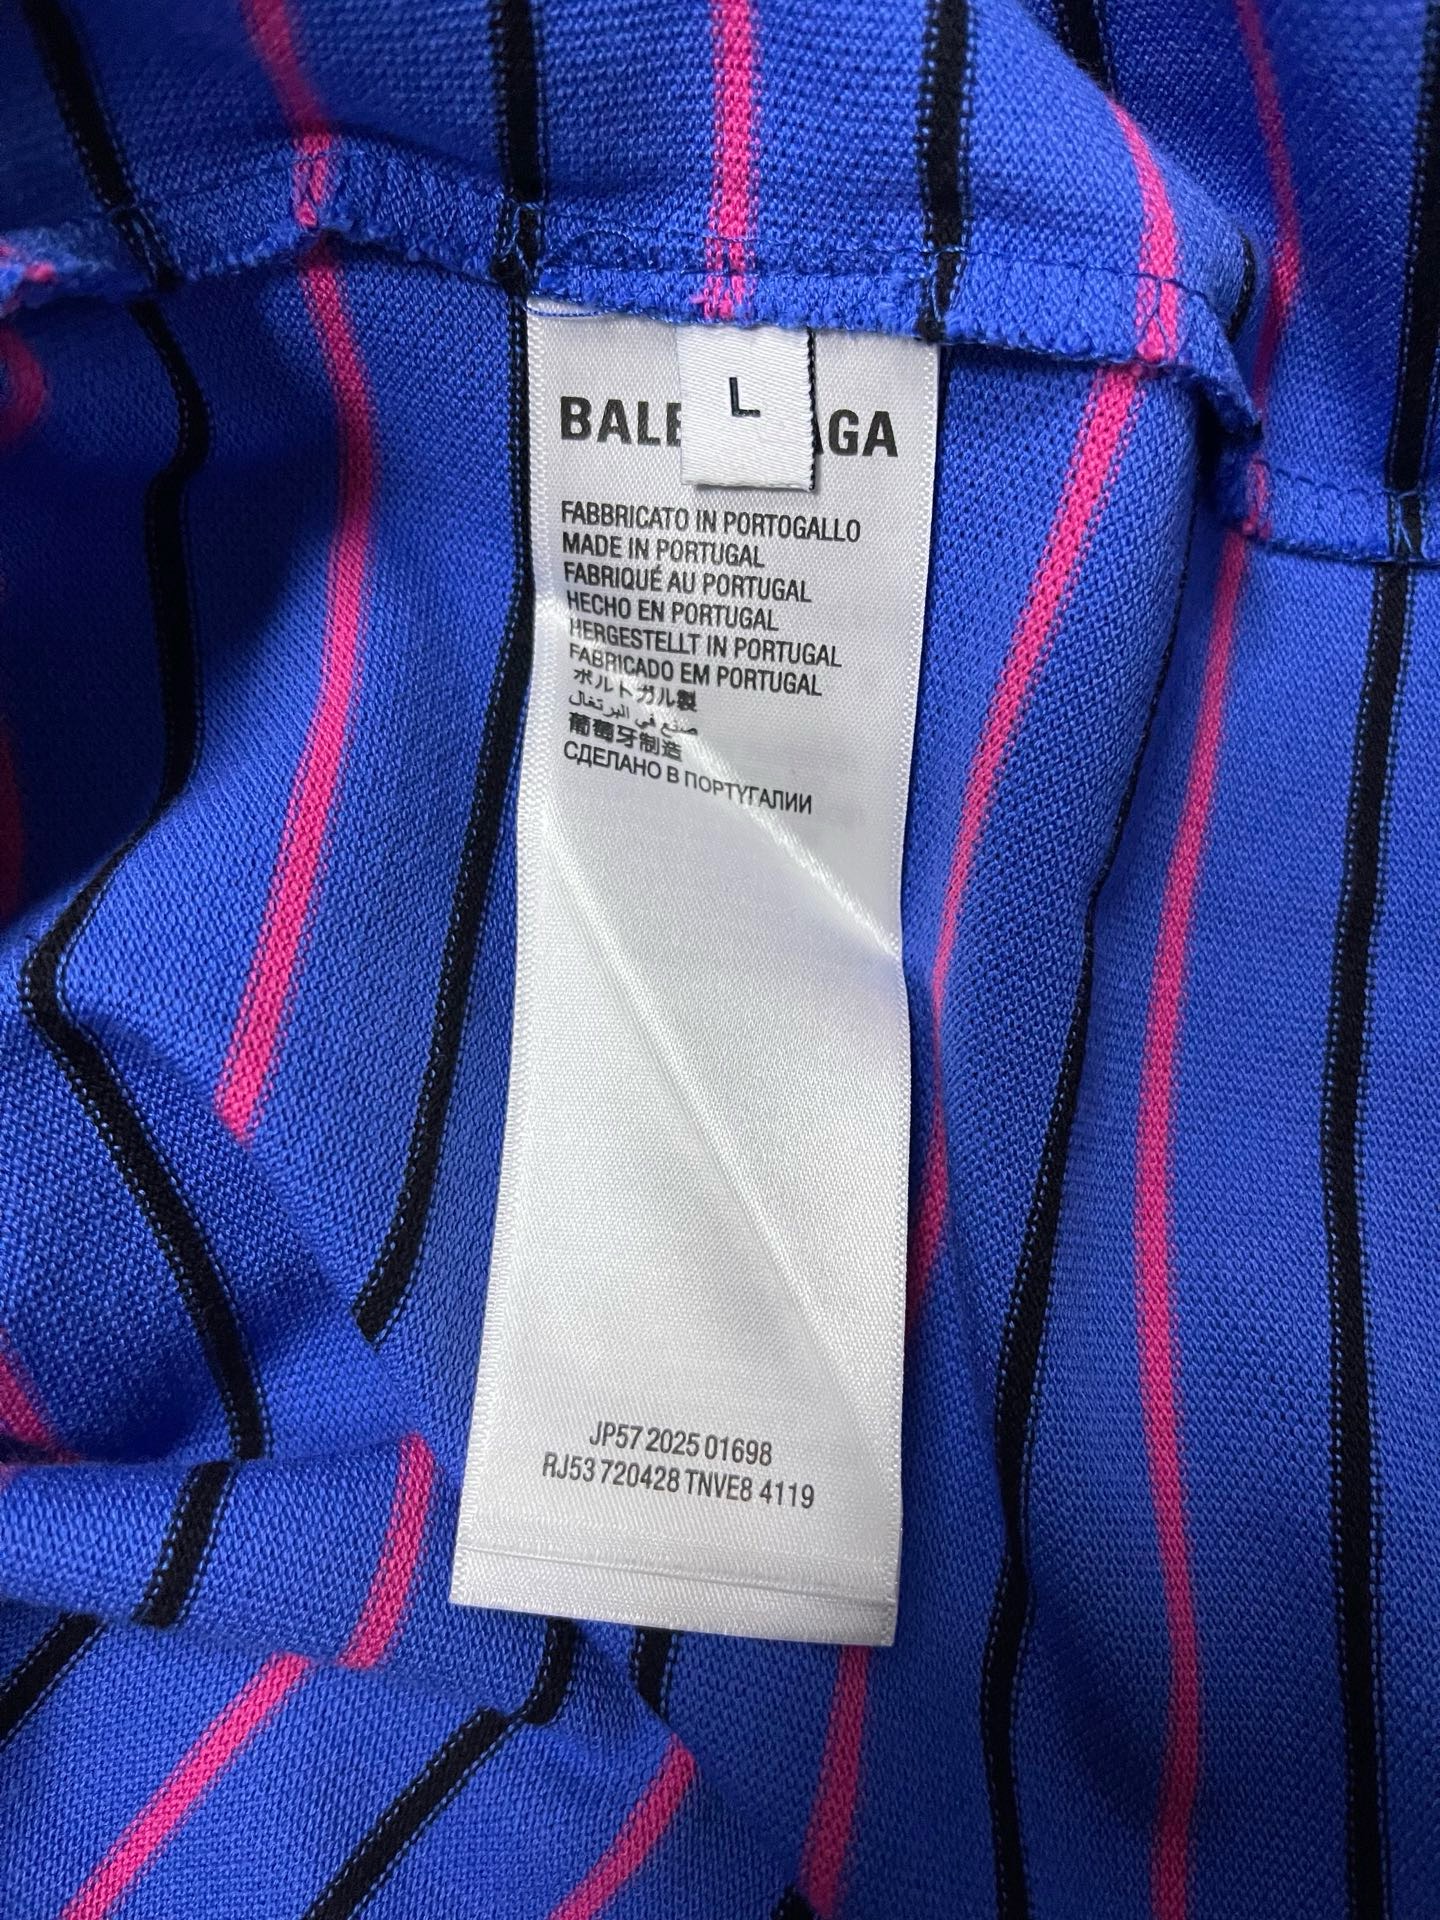 L
BALE AGA
FABBRICATO IN PORTOGALLO
MADE IN PORTUGAL
FABRIQUÉ AU PORTUGAL
HECHO EN PORTUGAL
HERGESTELLT IN PORTUGAL
FABRICADO EM PORTUGAL
ポルトガル製
صنع في البرتغال
葡萄牙制造
СДЕЛАНО В ПОРТУГАЛИИ
JP57 2025 01698
RJ53 720428 TNVE8 4119